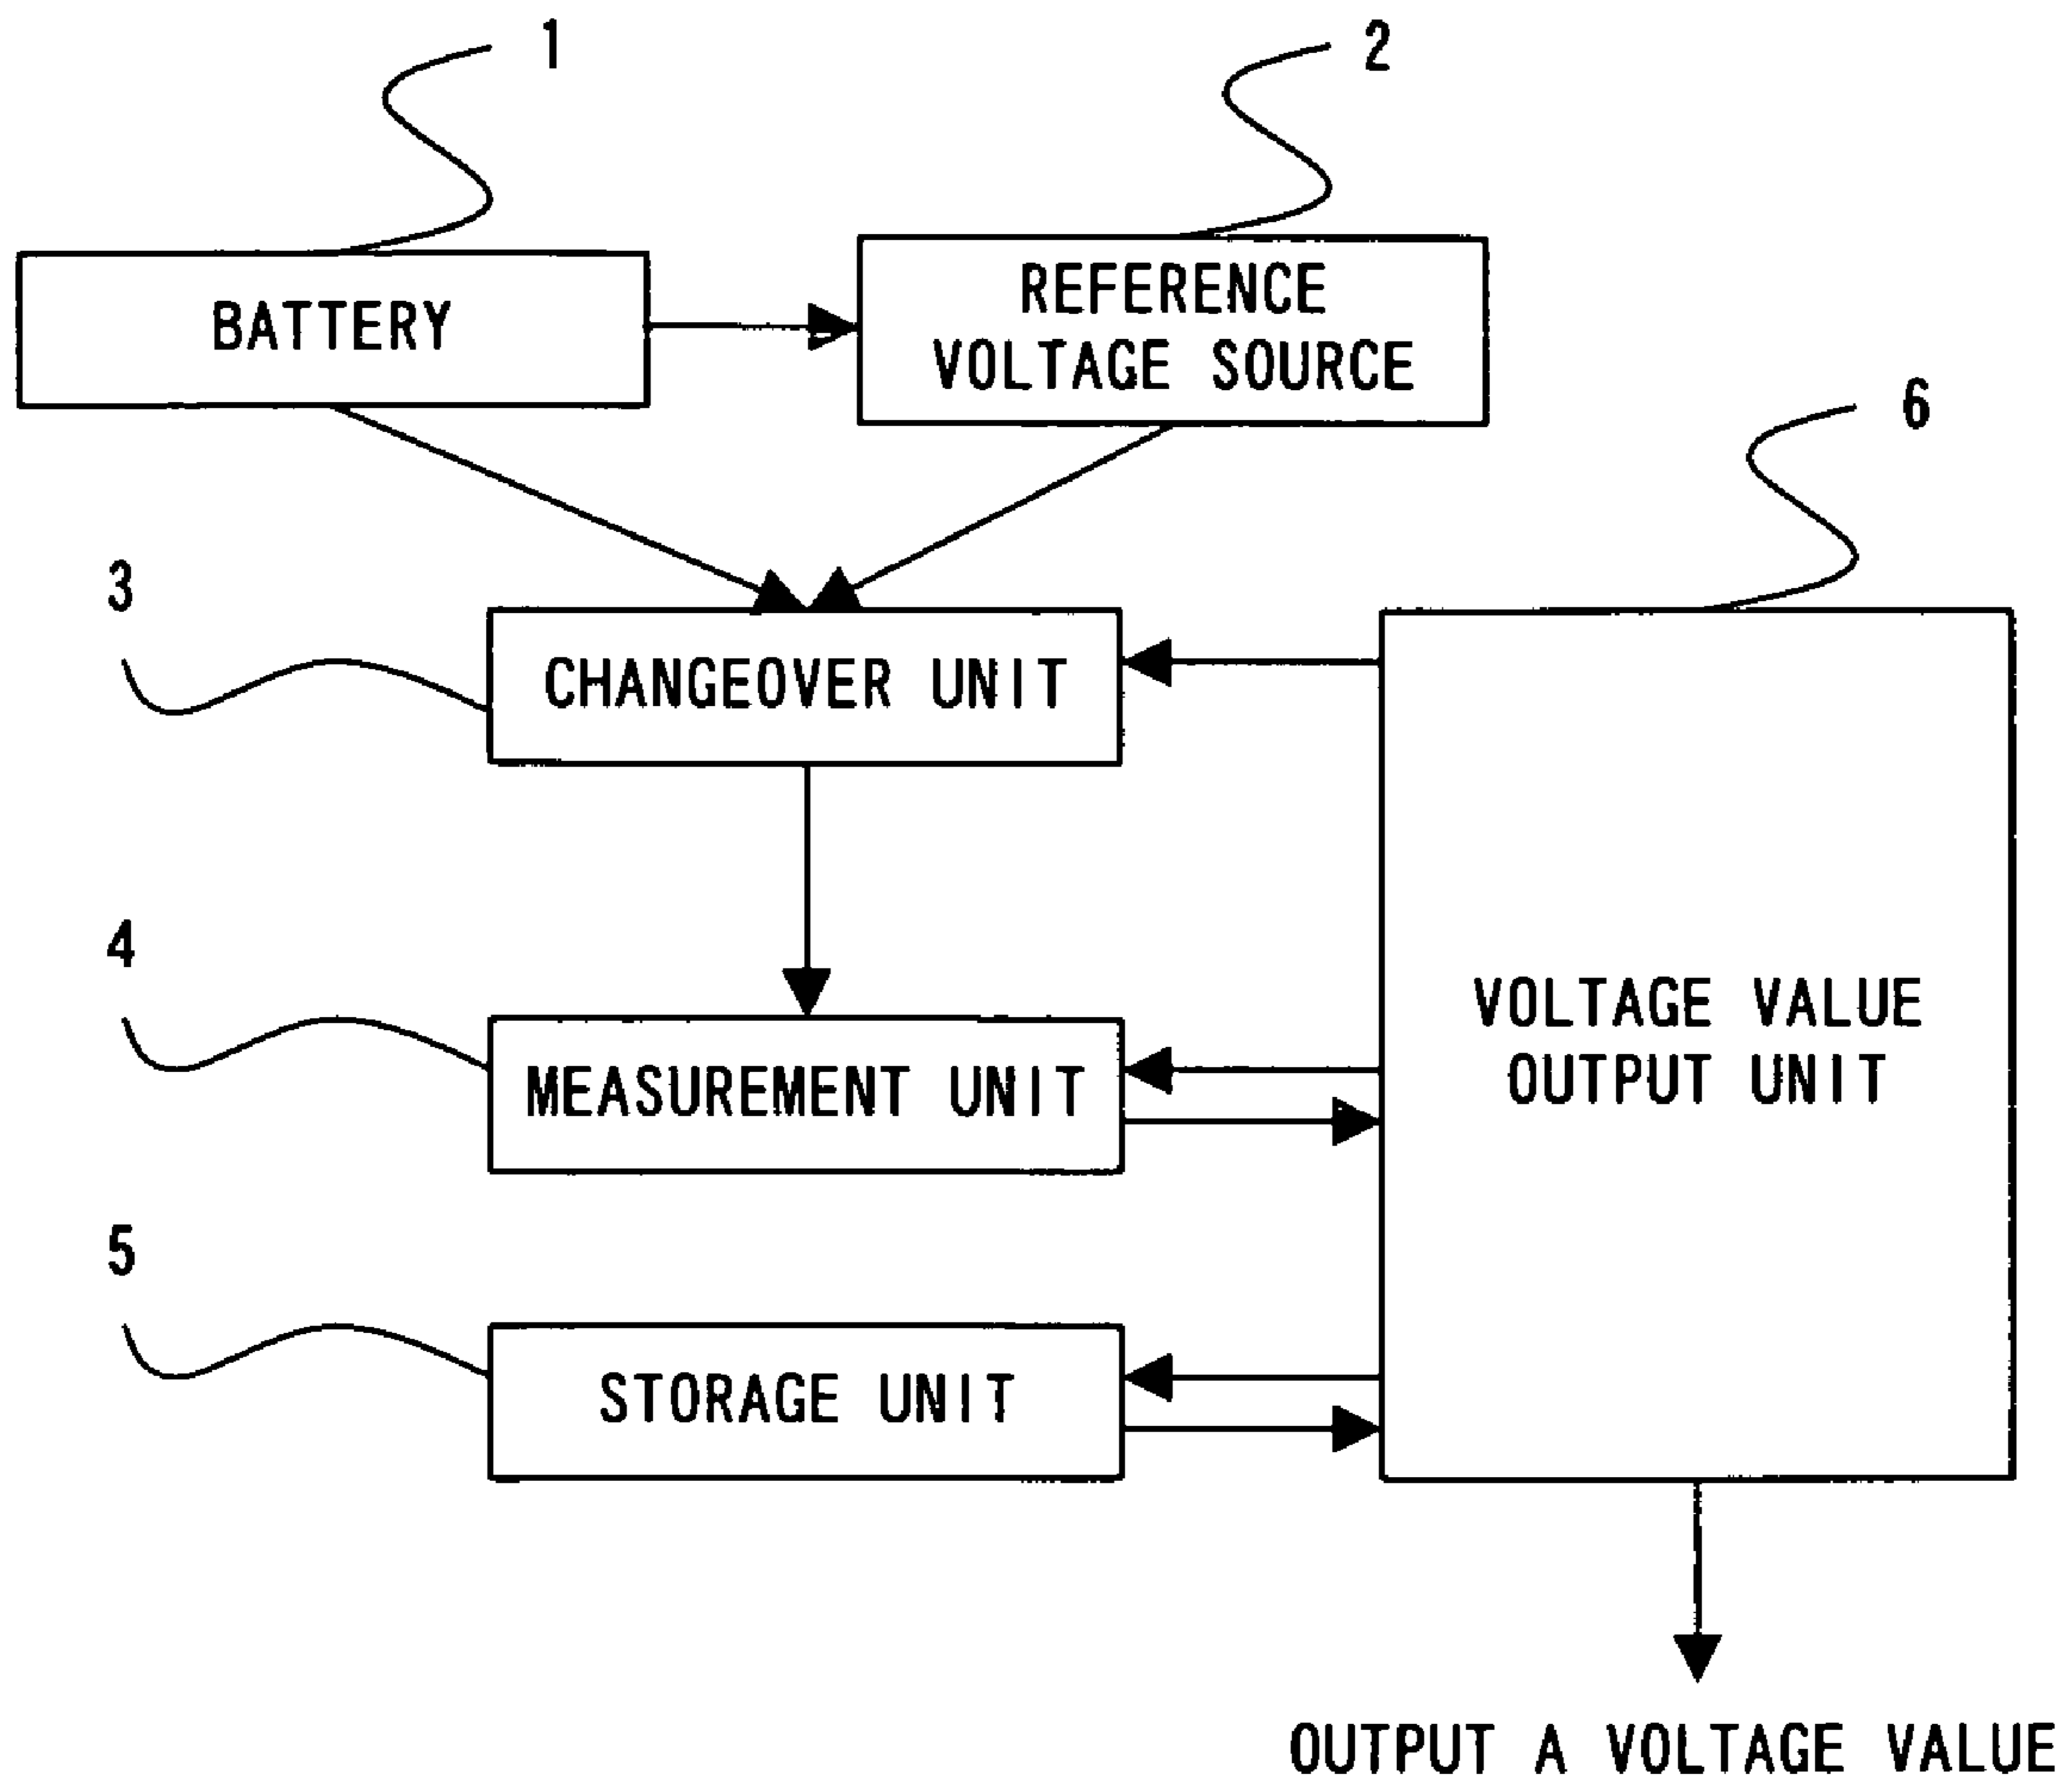 1
2
BATTERY
REFERENCE
VOLTAGE SOURCE
6
3
CHANGEOVER UNIT
4
VOLTAGE VALUE
OUTPUT UNIT
MEASUREMENT UNIT
5
STORAGE UNIT
OUTPUT A VOLTAGE VALUE